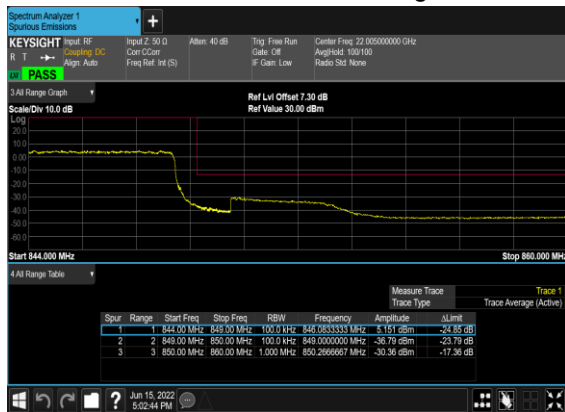 Spectrum Analyzer 1
Spurious Emissions
KEYSIGHT Input: RF Input Z: 50 Ω Atten: 40 dB Trig: Free Run Center Freq: 22.005000000 GHz
R T Coupling: DC Corr CCorr Gate: Off Avg|Hold: 100/100
Align: Auto Freq Ref: Int (S) IF Gain: Low Radio Std: None
LW PASS
3 All Range Graph Ref Lvl Offset 7.30 dB
Scale/Div 10.0 dB Ref Value 30.00 dBm
Log
20.0
10.0
0.00
-10.0
-20.0
-30.0
-40.0
-50.0
-60.0
Start 844.000 MHz Stop 860.000 MHz
4 All Range Table
Measure Trace Trace 1
Trace Type Trace Average (Active)
Spur Range Start Freq Stop Freq RBW Frequency Amplitude ΔLimit
1 1 844.00 MHz 849.00 MHz 100.0 kHz 846.0833333 MHz 5.151 dBm -24.85 dB
2 2 849.00 MHz 850.00 MHz 100.0 kHz 849.0000000 MHz -36.79 dBm -23.79 dB
3 3 850.00 MHz 860.00 MHz 1.000 MHz 850.2666667 MHz -30.36 dBm -17.36 dB
? Jun 15, 2022
5:02:44 PM